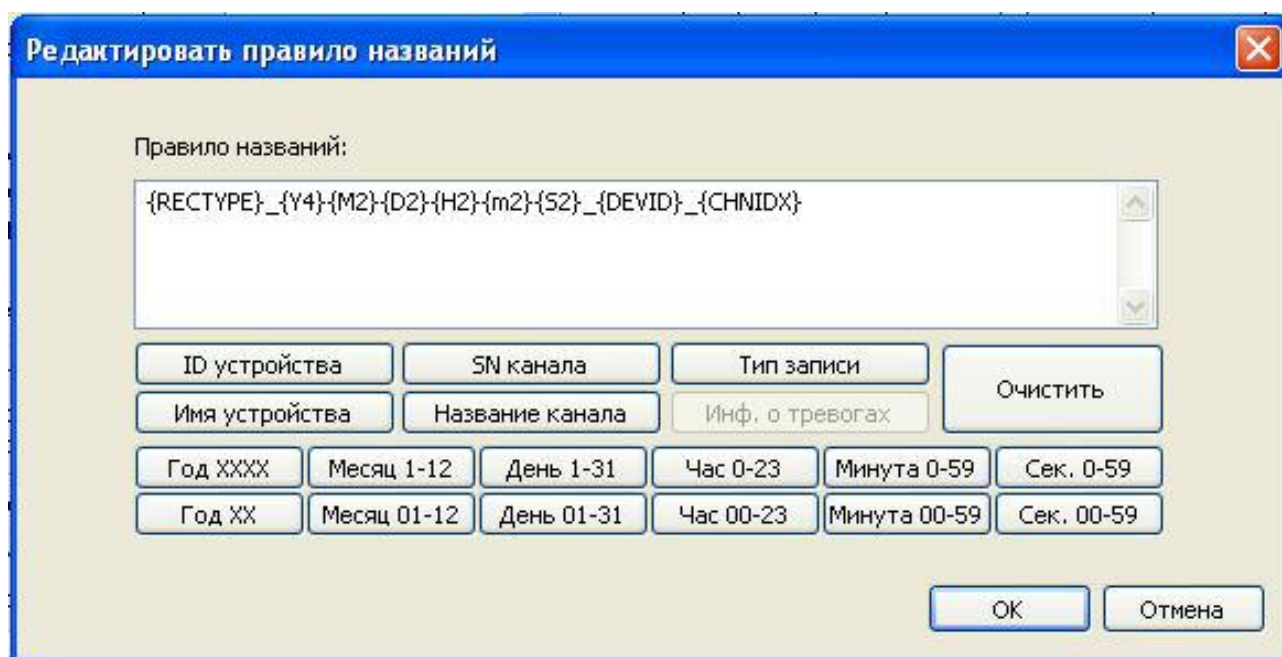 Редактировать правило названий
Правило названий:
{RECTYPE}_{Y4}-{M2}-{D2}-{H2}-{m2}-{S2}_{DEVID}_{CHNIDX}
ID устройства SN канала Тип записи Очистить
Имя устройства Название канала Инф. о тревогах
Год XXXX Месяц 1-12 День 1-31 Час 0-23 Минута 0-59 Сек. 0-59
Год XX Месяц 01-12 День 01-31 Час 00-23 Минута 00-59 Сек. 00-59
OK Отмена